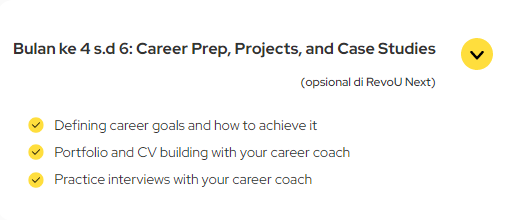 Bulan ke 4 s.d 6: Career Prep, Projects, and Case Studies
(opsional di RevoU Next)
Defining career goals and how to achieve it
Portfolio and CV building with your career coach
Practice interviews with your career coach